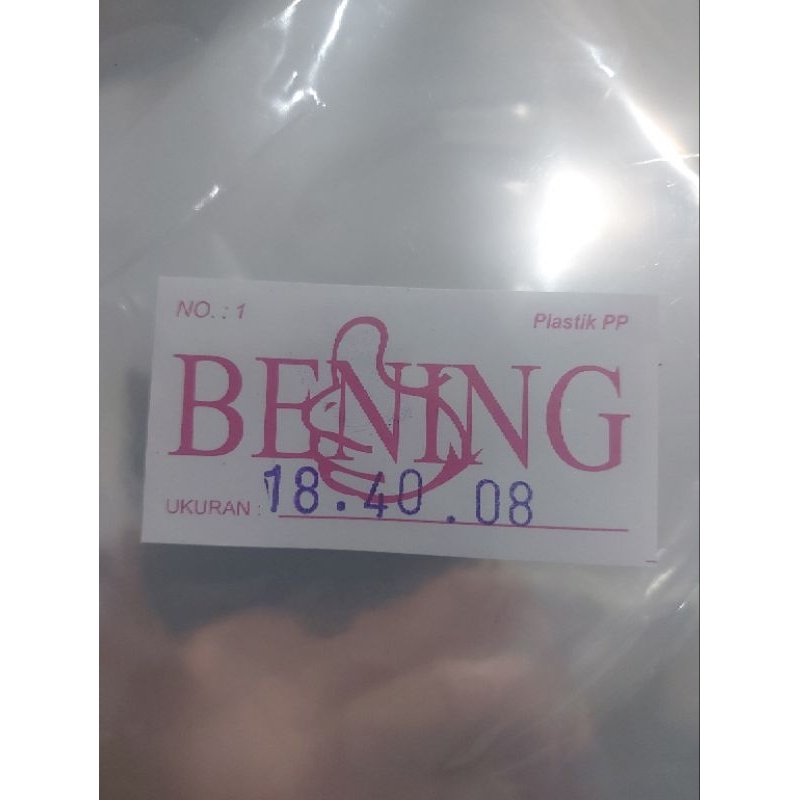 NO. : 1
Plastik PP
BENING
UKURAN : 18.40.08